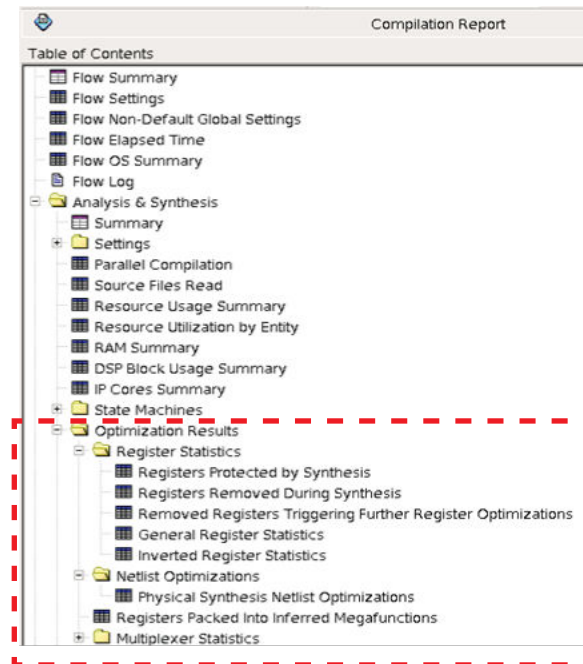 Compilation Report
Table of Contents
Flow Summary
Flow Settings
Flow Non-Default Global Settings
Flow Elapsed Time
Flow OS Summary
Flow Log
Analysis & Synthesis
Summary
Settings
Parallel Compilation
Source Files Read
Resource Usage Summary
Resource Utilization by Entity
RAM Summary
DSP Block Usage Summary
IP Cores Summary
State Machines
Optimization Results
Register Statistics
Registers Protected by Synthesis
Registers Removed During Synthesis
Removed Registers Triggering Further Register Optimizations
General Register Statistics
Inverted Register Statistics
Netlist Optimizations
Physical Synthesis Netlist Optimizations
Registers Packed Into Inferred Megafunctions
Multiplexer Statistics